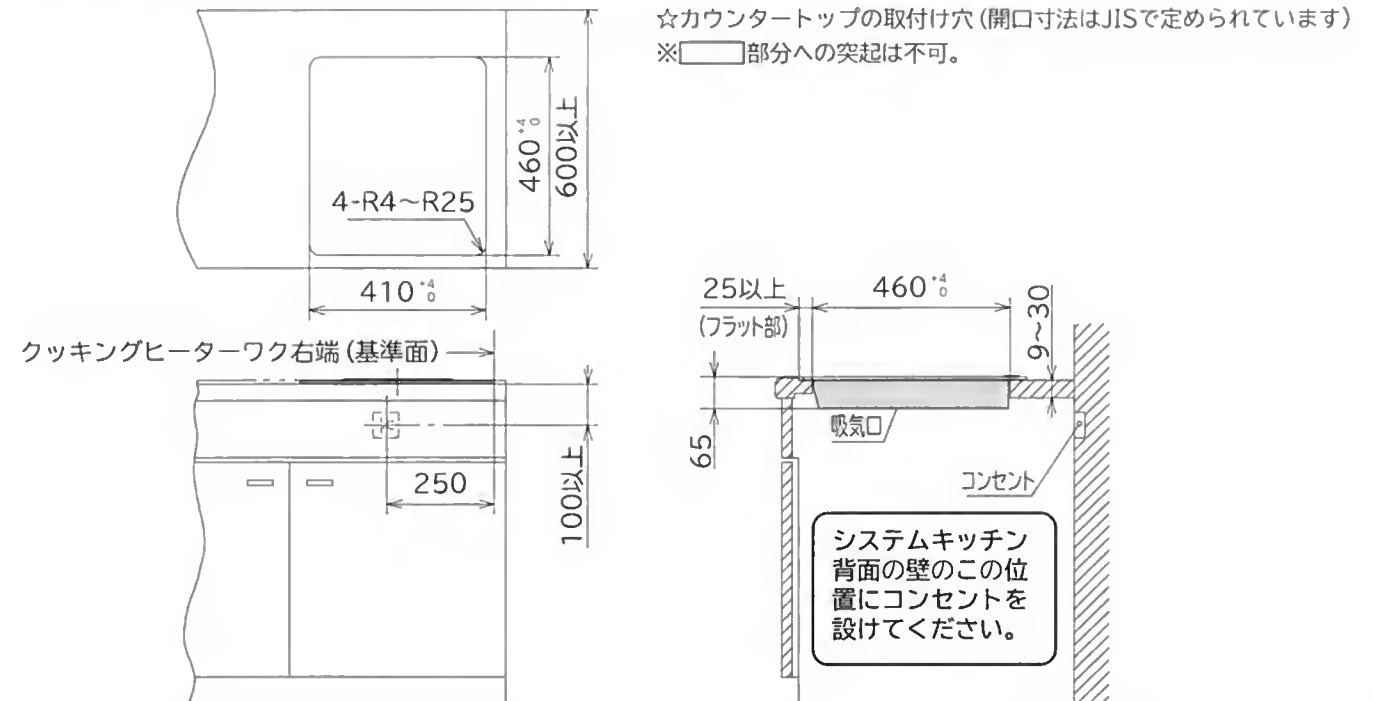 ☆カウンタートップの取付け穴(開口寸法はJISで定められています)
※ 部分への突起は不可。
460 +4 0
600以上
4-R4～R25
410 +4 0
クッキングヒーターワク右端(基準面)
250
100以上
25以上
(フラット部)
460 +4 0
9～30
65
吸気口
コンセント
システムキッチン
背面の壁のこの位
置にコンセントを
設けてください。